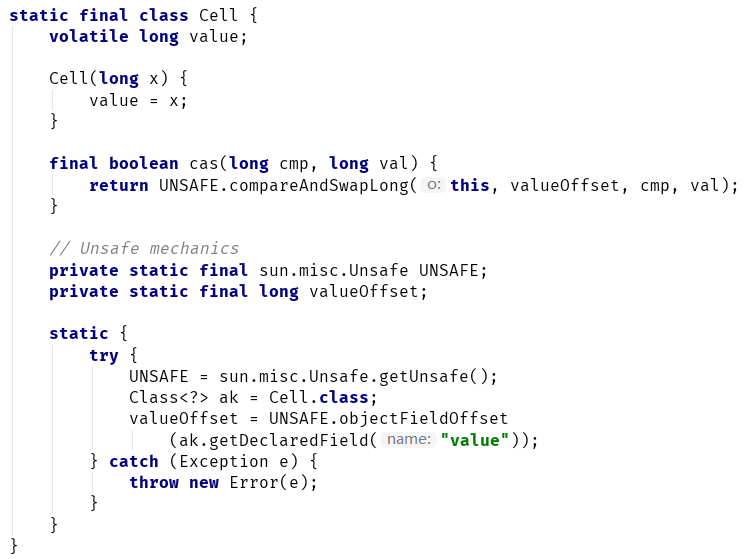 static final class Cell {
    volatile long value;

    Cell(long x) {
        value = x;
    }

    final boolean cas(long cmp, long val) {
        return UNSAFE.compareAndSwapLong( o: this, valueOffset, cmp, val);
    }

    // Unsafe mechanics
    private static final sun.misc.Unsafe UNSAFE;
    private static final long valueOffset;

    static {
        try {
            UNSAFE = sun.misc.Unsafe.getUnsafe();
            Class<?> ak = Cell.class;
            valueOffset = UNSAFE.objectFieldOffset
                (ak.getDeclaredField( name: "value"));
        } catch (Exception e) {
            throw new Error(e);
        }
    }
}